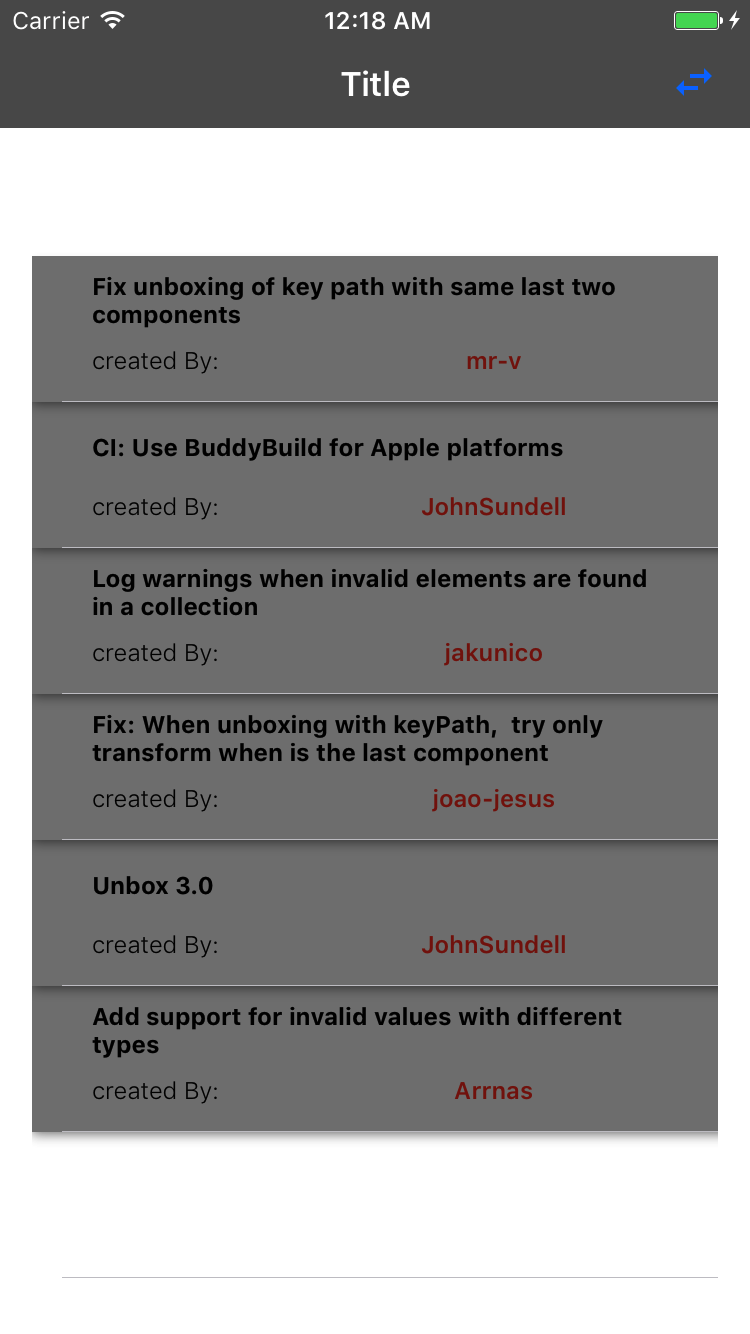 Carrier 12:18 AM
Title
Fix unboxing of key path with same last two
components
created By: mr-v
CI: Use BuddyBuild for Apple platforms
created By: JohnSundell
Log warnings when invalid elements are found
in a collection
created By: jakunico
Fix: When unboxing with keyPath,  try only
transform when is the last component
created By: joao-jesus
Unbox 3.0
created By: JohnSundell
Add support for invalid values with different
types
created By: Arrnas